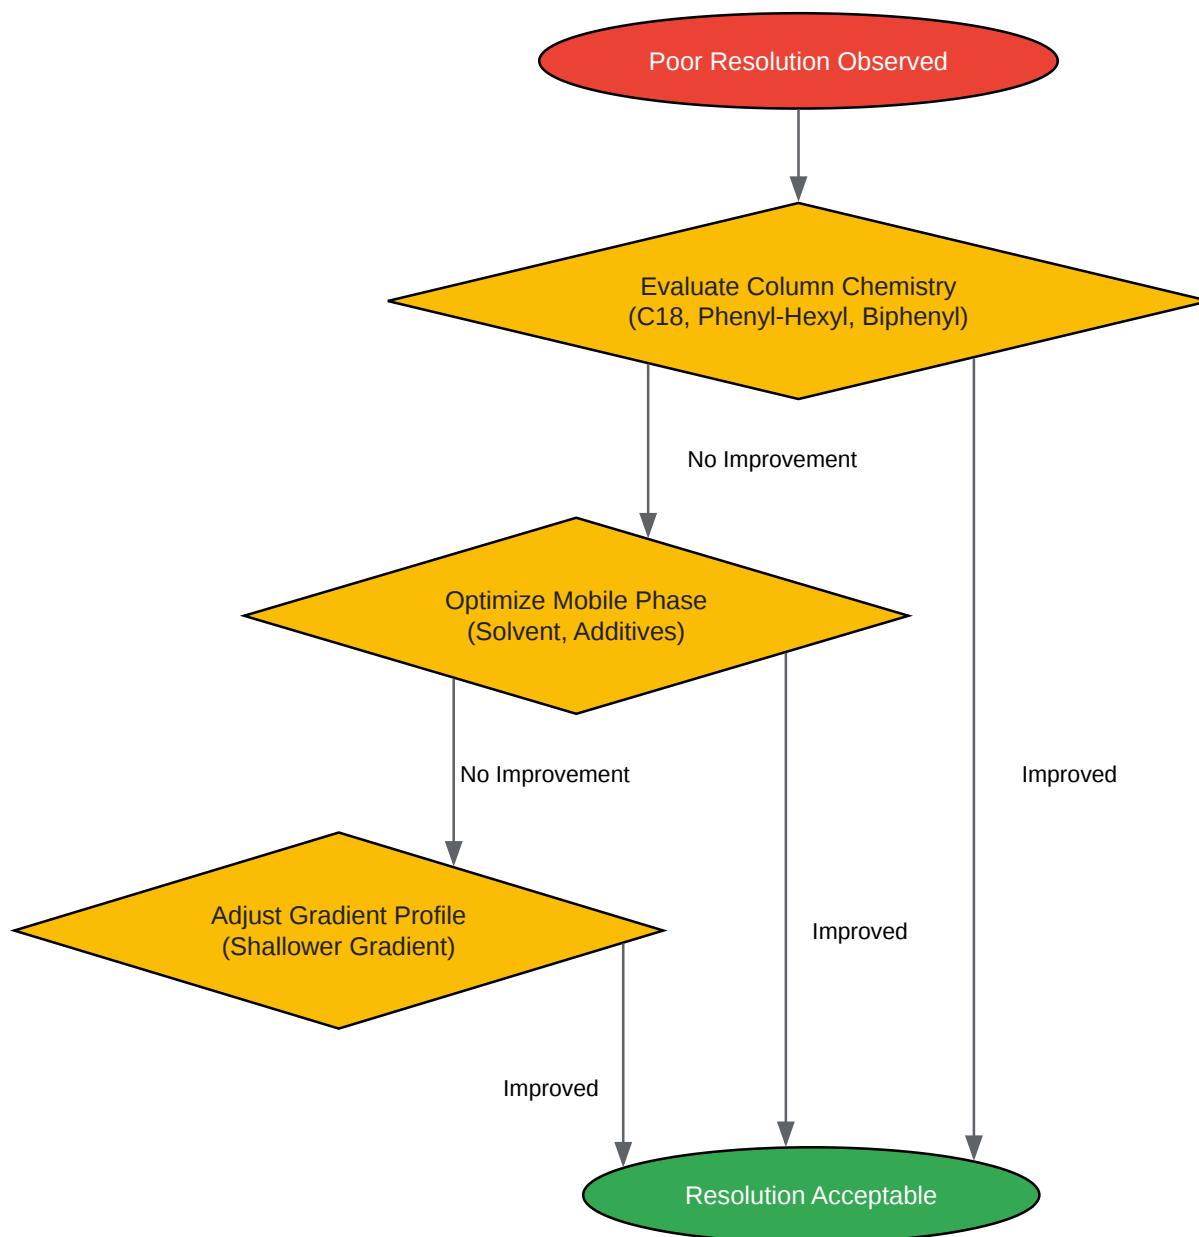 Poor Resolution Observed
Evaluate Column Chemistry
(C18, Phenyl-Hexyl, Biphenyl)
No Improvement
Optimize Mobile Phase
(Solvent, Additives)
No Improvement
Improved
Adjust Gradient Profile
(Shallower Gradient)
Improved
Improved
Resolution Acceptable